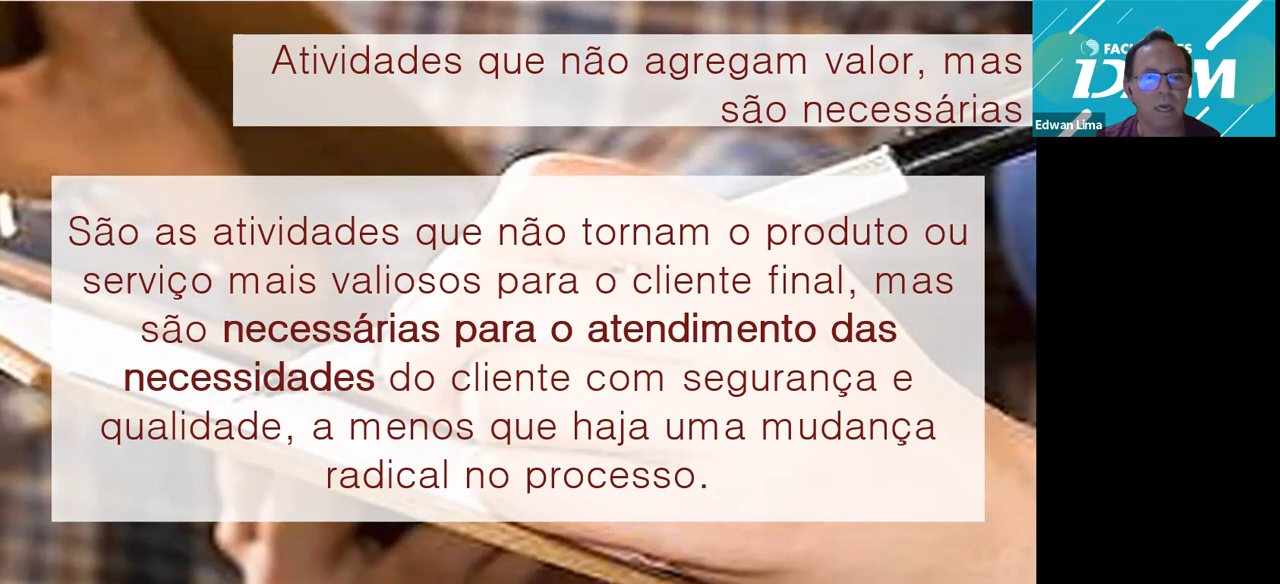 Atividades que não agregam valor, mas
são necessárias
São as atividades que não tornam o produto ou
serviço mais valiosos para o cliente final, mas
são necessárias para o atendimento das
necessidades do cliente com segurança e
qualidade, a menos que haja uma mudança
radical no processo.
Edwan Lima